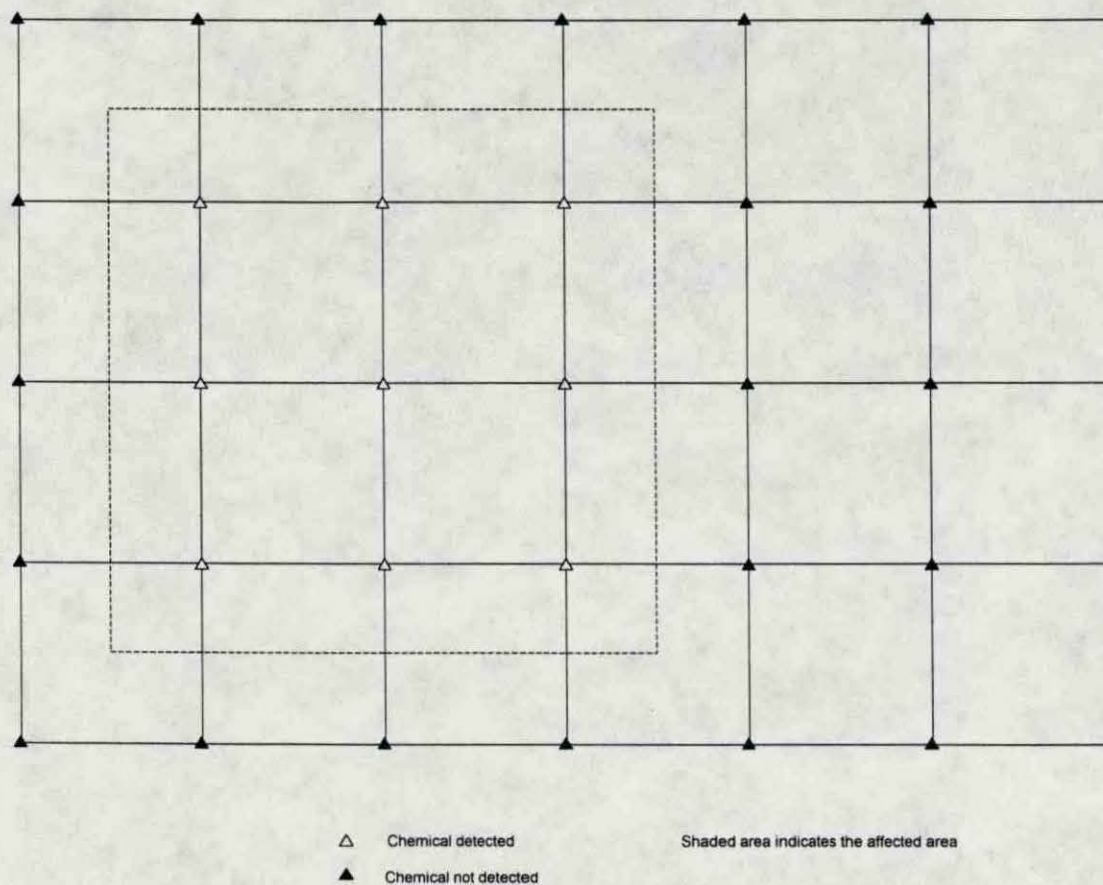 Chemical detected
Shaded area indicates the affected area
Chemical not detected